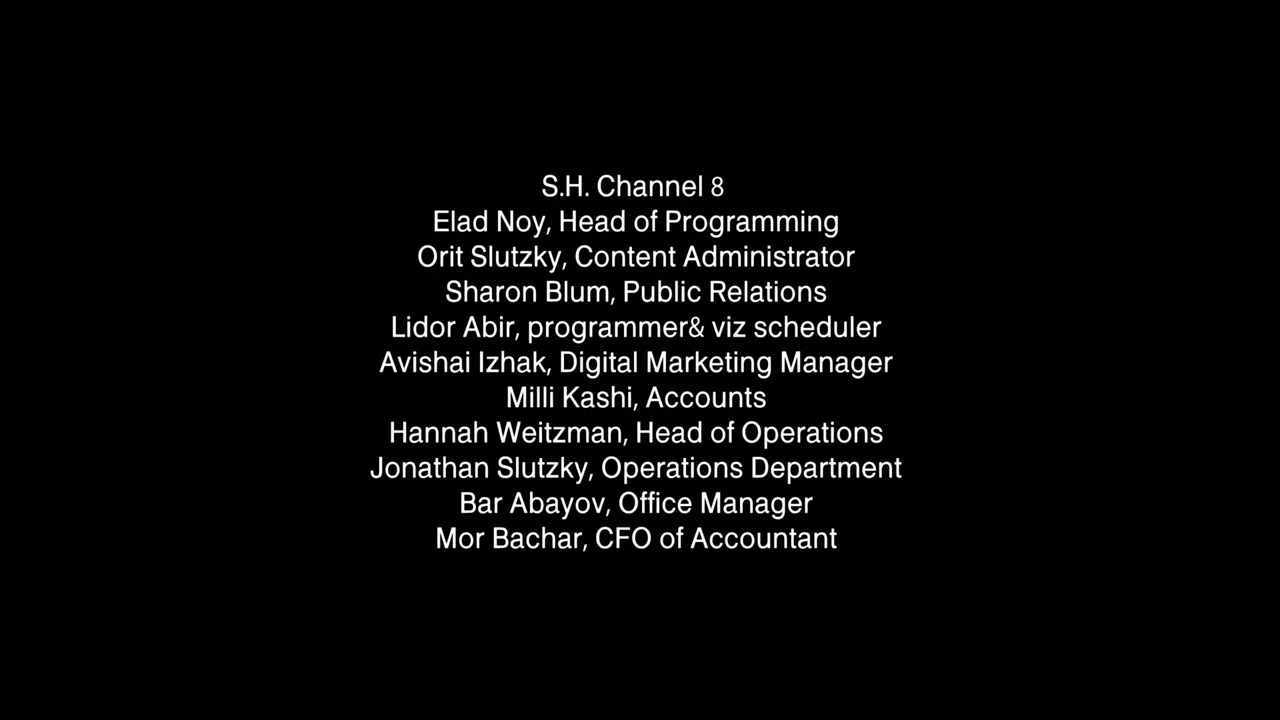 S.H. Channel 8
Elad Noy, Head of Programming
Orit Slutzky, Content Administrator
Sharon Blum, Public Relations
Lidor Abir, programmer& viz scheduler
Avishai Izhak, Digital Marketing Manager
Milli Kashi, Accounts
Hannah Weitzman, Head of Operations
Jonathan Slutzky, Operations Department
Bar Abayov, Office Manager
Mor Bachar, CFO of Accountant